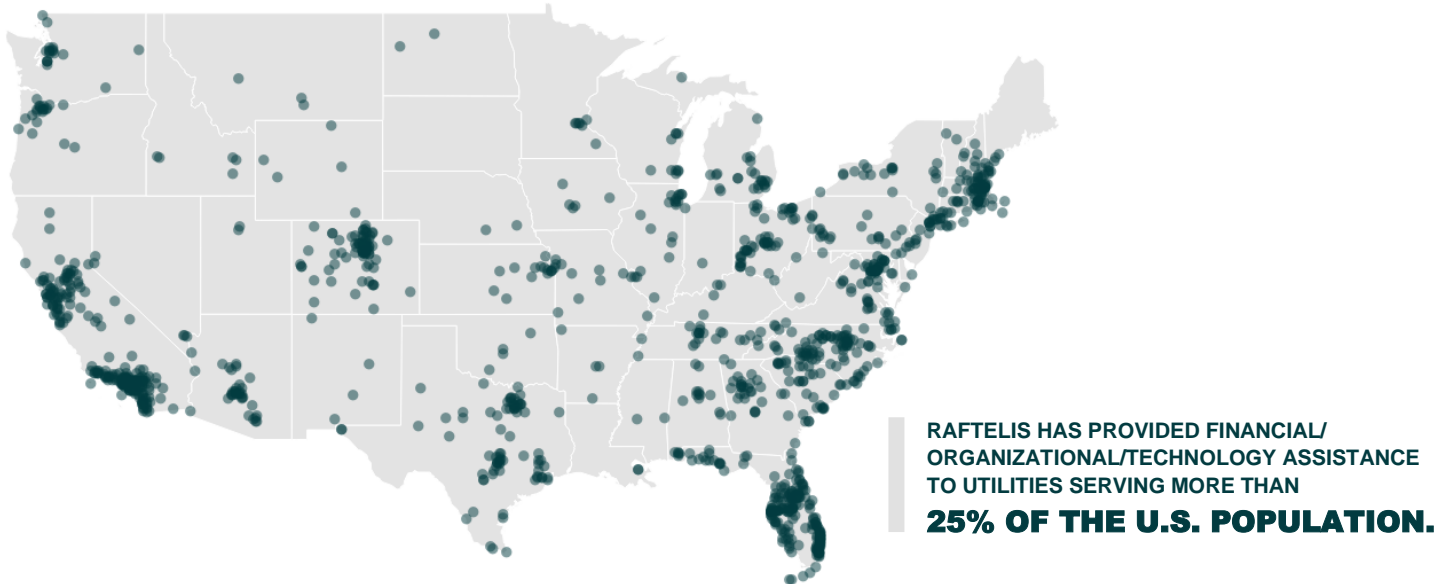 RAFTELIS HAS PROVIDED FINANCIAL/
ORGANIZATIONAL/TECHNOLOGY ASSISTANCE
TO UTILITIES SERVING MORE THAN
25% OF THE U.S. POPULATION.